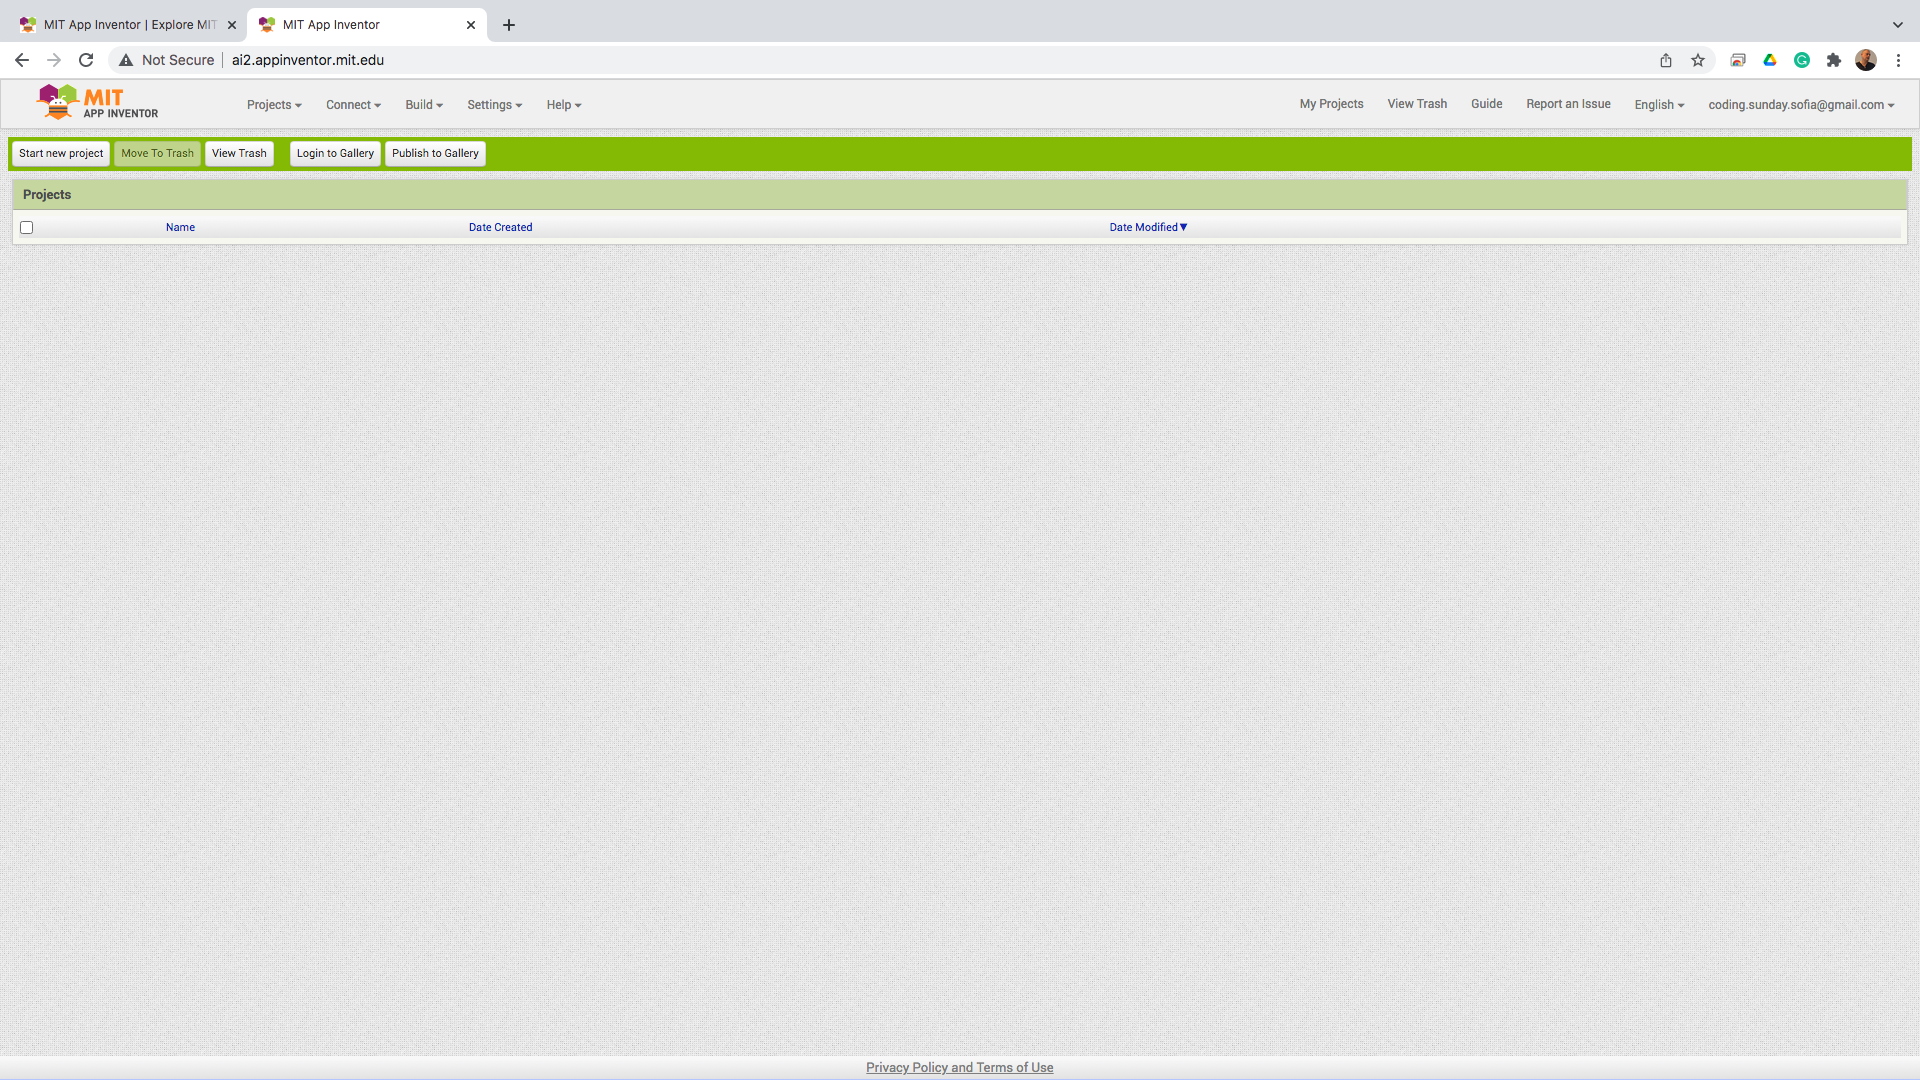 MIT App Inventor | Explore MIT
MIT App Inventor
Not Secure
ai2.appinventor.mit.edu
MIT
APP INVENTOR
Projects
Connect
Build
Settings
Help
My Projects
View Trash
Guide
Report an Issue
English
coding.sunday.sofia@gmail.com
Start new project
Move To Trash
View Trash
Login to Gallery
Publish to Gallery
Projects
Name
Date Created
Date Modified▼
Privacy Policy and Terms of Use